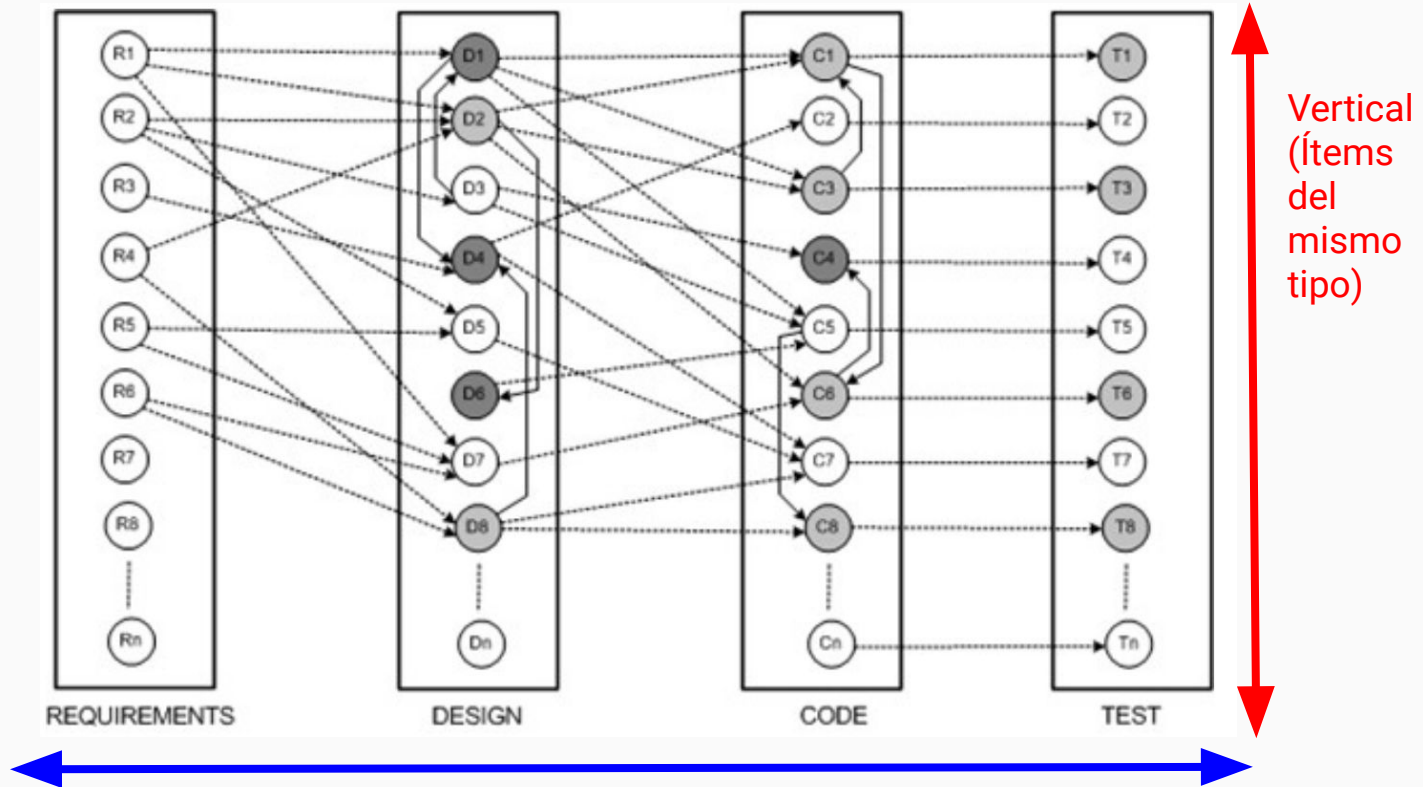 R1
R2
R3
R4
R5
R6
R7
R8
Rn
REQUIREMENTS
D1
D2
D3
D4
D5
D6
D7
D8
Dn
DESIGN
C1
C2
C3
C4
C5
C6
C7
C8
Cn
CODE
T1
T2
T3
T4
T5
T6
T7
T8
Tn
TEST
Vertical
(Ítems
del
mismo
tipo)